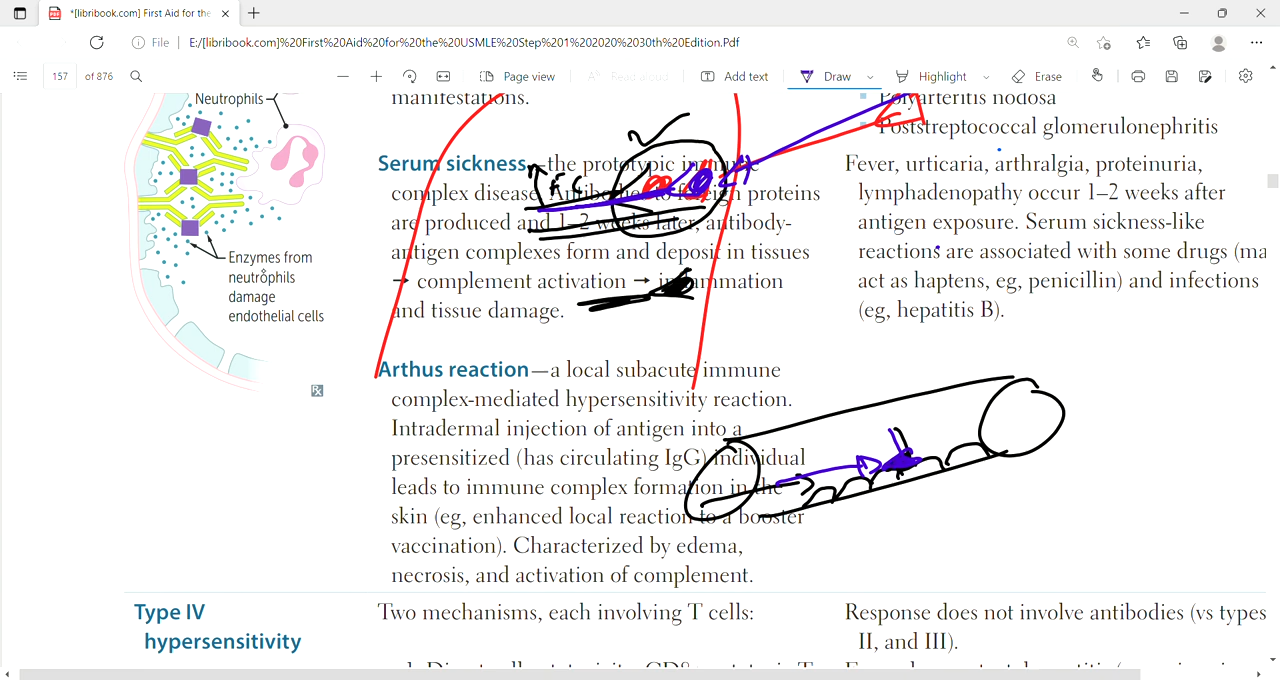 *[libribook.com] First Aid for the
File
E:/[libribook.com]%20First%20Aid%20for%20the%20USMLE%20Step%201%202020%2030th%20Edition.Pdf
157 of 876
Page view
Read aloud
Add text
Draw
Highlight
Erase
Neutrophils
Enzymes from
neutrophils
damage
endothelial cells
manifestations.
Serum sickness—the prototypic immune
complex disease. Antibodies to foreign proteins
are produced and 1–2 weeks later, antibody-
antigen complexes form and deposit in tissues
→ complement activation → inflammation
and tissue damage.
Arthus reaction—a local subacute immune
complex-mediated hypersensitivity reaction.
Intradermal injection of antigen into a
presensitized (has circulating IgG) individual
leads to immune complex formation in the
skin (eg, enhanced local reaction to a booster
vaccination). Characterized by edema,
necrosis, and activation of complement.
Polyarteritis nodosa
Poststreptococcal glomerulonephritis
Fever, urticaria, arthralgia, proteinuria,
lymphadenopathy occur 1–2 weeks after
antigen exposure. Serum sickness-like
reactions are associated with some drugs (ma
act as haptens, eg, penicillin) and infections
(eg, hepatitis B).
Type IV
hypersensitivity
Two mechanisms, each involving T cells:
Response does not involve antibodies (vs types
II, and III).